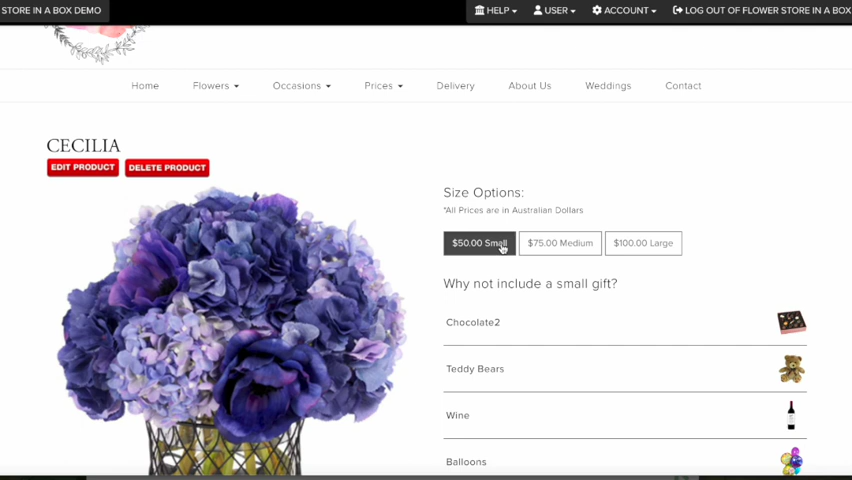 STORE IN A BOX DEMO
HELP
USER
ACCOUNT
LOG OUT OF FLOWER STORE IN A BOX
Home
Flowers
Occasions
Prices
Delivery
About Us
Weddings
Contact
CECILIA
EDIT PRODUCT
DELETE PRODUCT
Size Options:
*All Prices are in Australian Dollars
$50.00 Small
$75.00 Medium
$100.00 Large
Why not include a small gift?
Chocolate2
Teddy Bears
Wine
Balloons